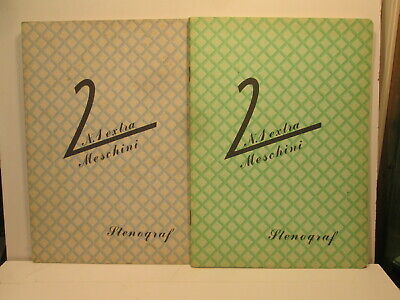 2
N.1 extra
Meschini
Stenograf
2
N.1 extra
Meschini
Stenograf